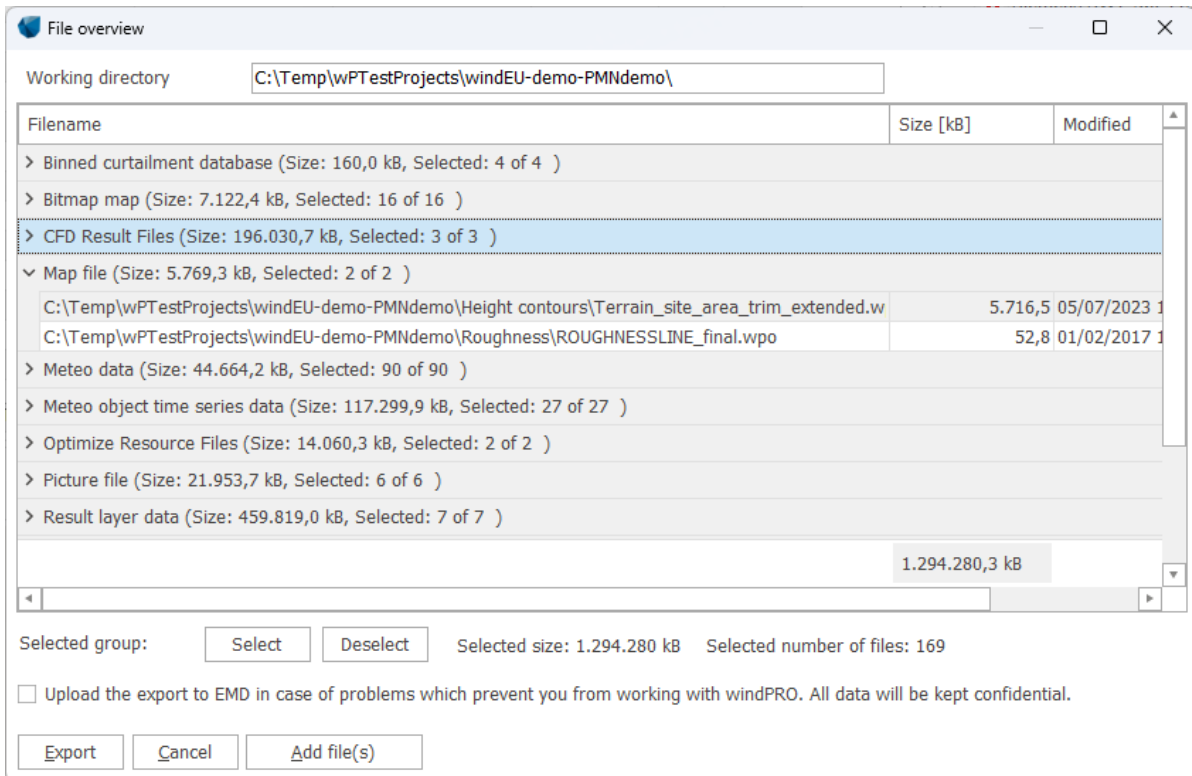 File overview
Working directory C:\Temp\wPTestProjects\windEU-demo-PMNdemo\
Filename Size [kB] Modified
Binned curtailment database (Size: 160,0 kB, Selected: 4 of 4 )
Bitmap map (Size: 7.122,4 kB, Selected: 16 of 16 )
CFD Result Files (Size: 196.030,7 kB, Selected: 3 of 3 )
Map file (Size: 5.769,3 kB, Selected: 2 of 2 )
C:\Temp\wPTestProjects\windEU-demo-PMNdemo\Height contours\Terrain_site_area_trim_extended.w 5.716,5 05/07/2023 1
C:\Temp\wPTestProjects\windEU-demo-PMNdemo\Roughness\ROUGHNESSLINE_final.wpo 52,8 01/02/2017 1
Meteo data (Size: 44.664,2 kB, Selected: 90 of 90 )
Meteo object time series data (Size: 117.299,9 kB, Selected: 27 of 27 )
Optimize Resource Files (Size: 14.060,3 kB, Selected: 2 of 2 )
Picture file (Size: 21.953,7 kB, Selected: 6 of 6 )
Result layer data (Size: 459.819,0 kB, Selected: 7 of 7 )
1.294.280,3 kB
Selected group: Select Deselect Selected size: 1.294.280 kB Selected number of files: 169
Upload the export to EMD in case of problems which prevent you from working with windPRO. All data will be kept confidential.
Export Cancel Add file(s)